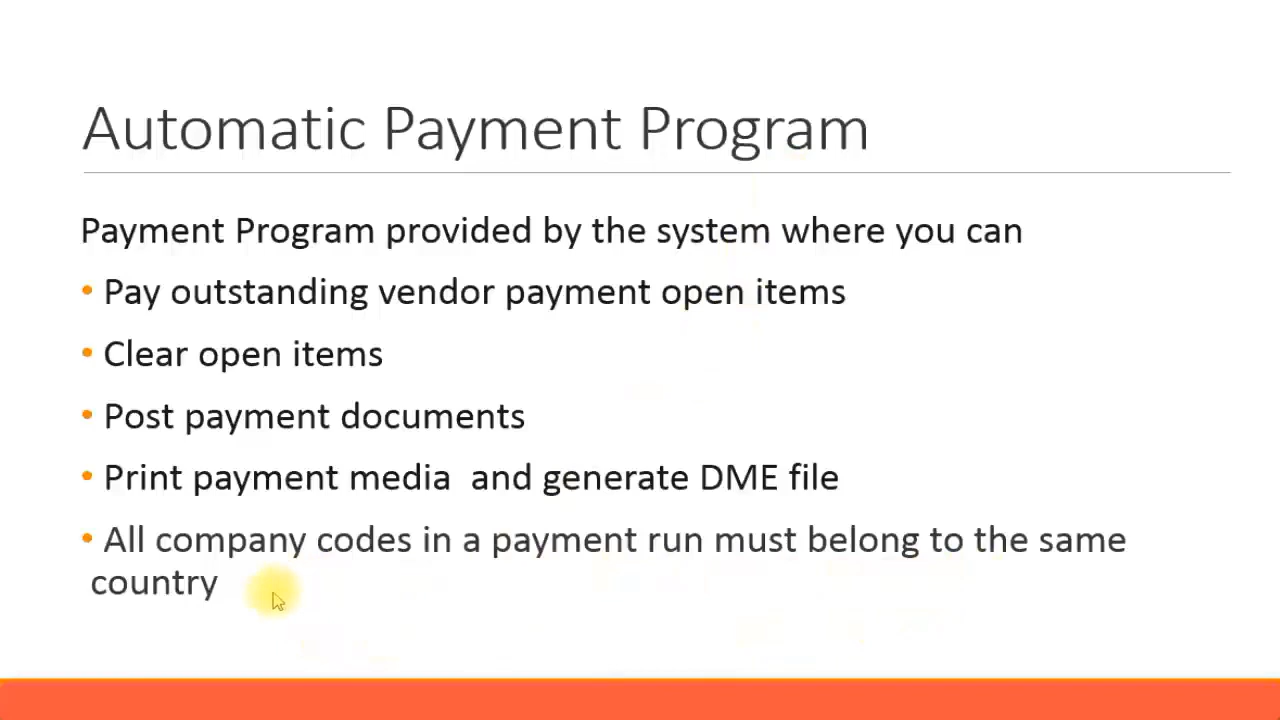 Automatic Payment Program
Payment Program provided by the system where you can
• Pay outstanding vendor payment open items
• Clear open items
• Post payment documents
• Print payment media  and generate DME file
• All company codes in a payment run must belong to the same
country